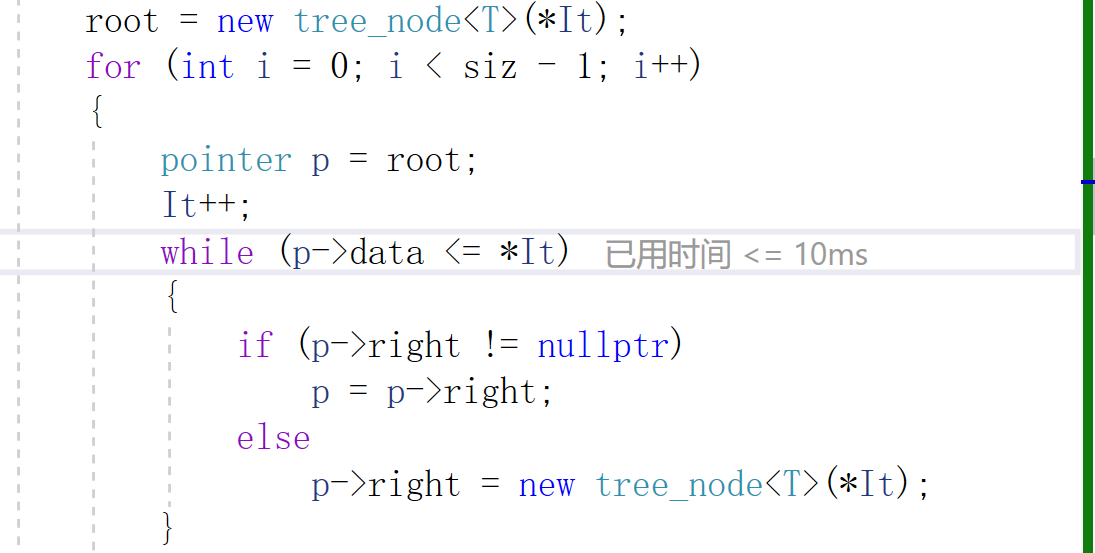 root = new tree_node<T>(*It);
for (int i = 0; i < siz - 1; i++)
{
pointer p = root;
It++;
while (p->data <= *It) 已用时间 <= 10ms
{
if (p->right != nullptr)
p = p->right;
else
p->right = new tree_node<T>(*It);
}